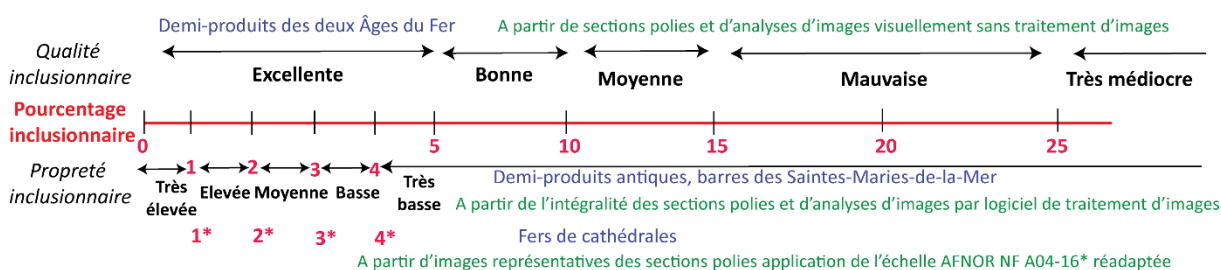 Demi-produits des deux Âges du Fer
A partir de sections polies et d'analyses d'images visuellement sans traitement d'images
Qualité
inclusionnaire
Excellente
Bonne
Moyenne
Mauvaise
Très médiocre
Pourcentage
inclusionnaire
0
5
10
15
20
25
Propreté
inclusionnaire
1
2
3
4
Très
élevée
Elevée
Moyenne
Basse
Très
basse
Demi-produits antiques, barres des Saintes-Maries-de-la-Mer
A partir de l'intégralité des sections polies et d'analyses d'images par logiciel de traitement d'images
1*
2*
3*
4*
Fers de cathédrales
A partir d'images représentatives des sections polies application de l'échelle AFNOR NF A04-16* réadaptée